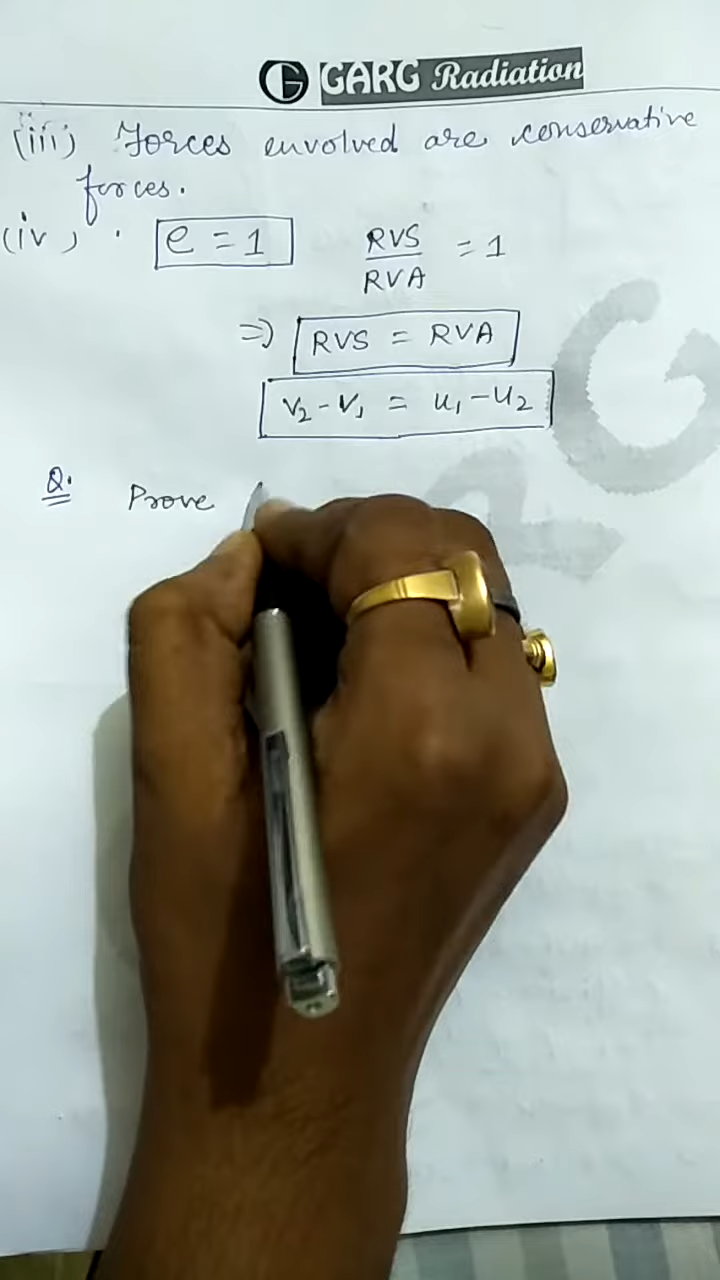 G GARG Radiation
(iii) Forces envolved are conservative
forces.
(iv) . e = 1 RVS/RVA = 1
=) RVS = RVA
V₂ - V₁ = u₁ - u₂
Q. Prove